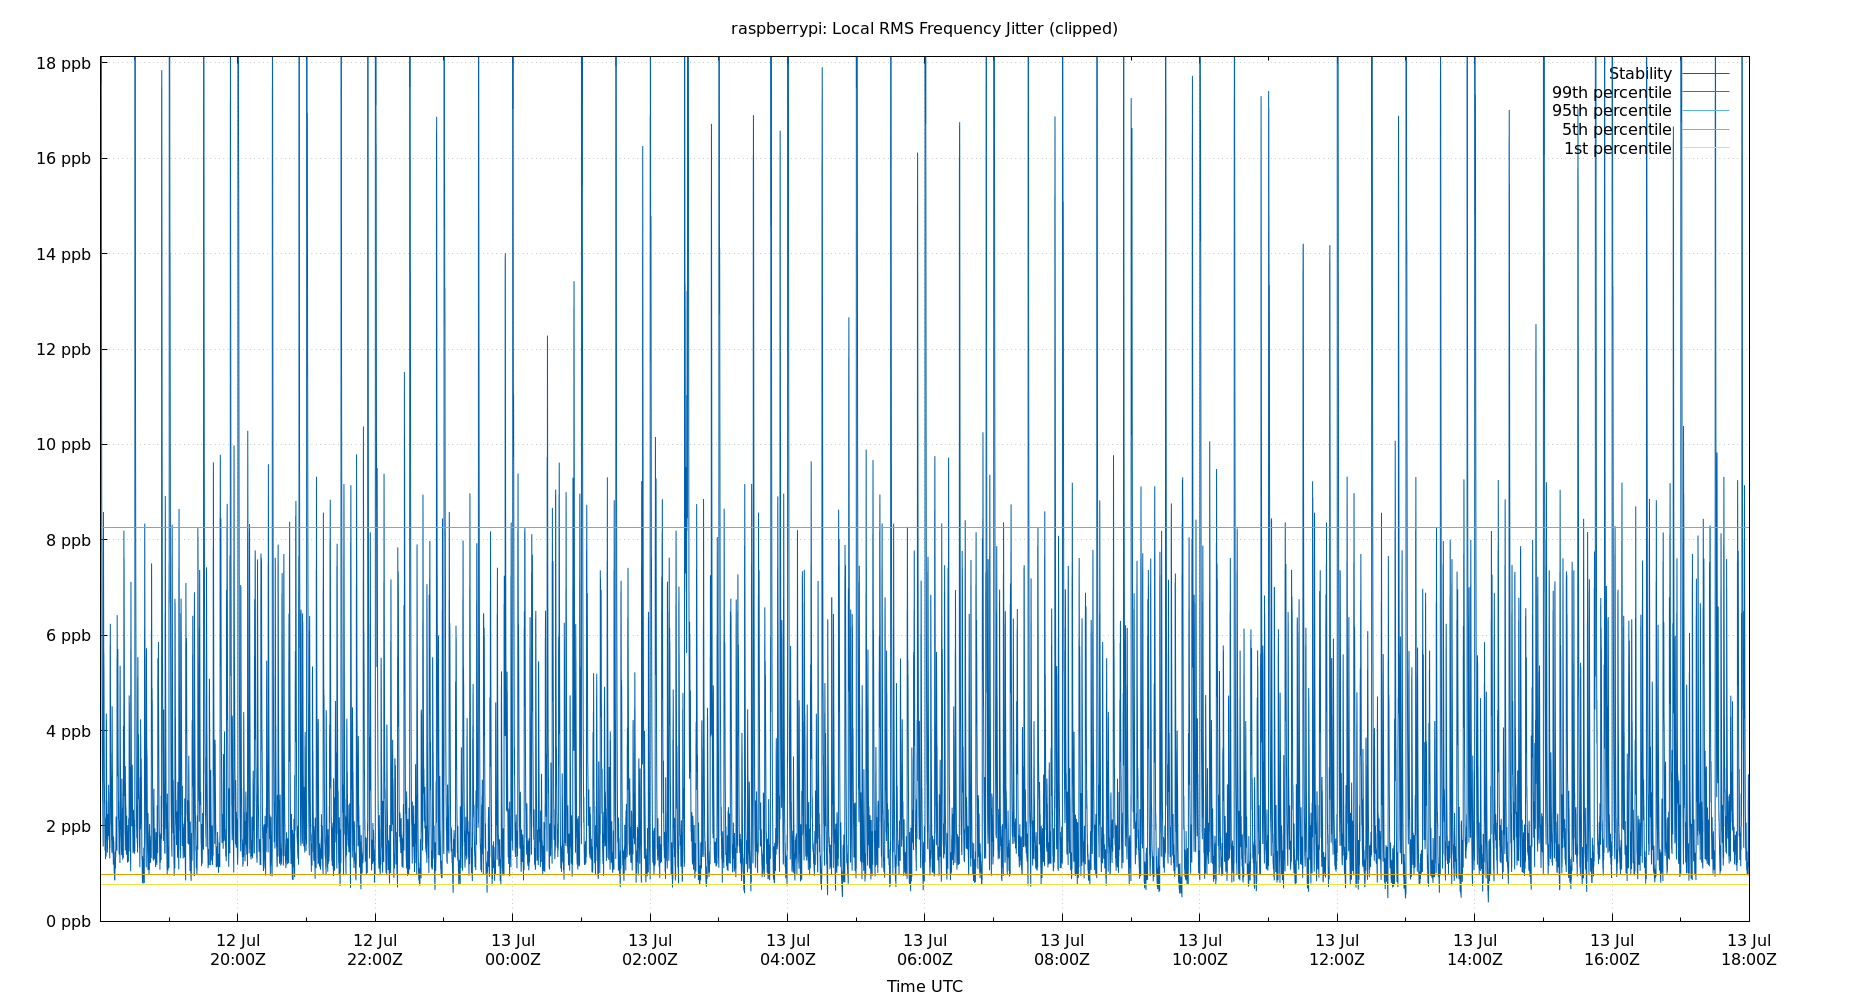 raspberrypi: Local RMS Frequency Jitter (clipped)
18 ppb
16 ppb
14 ppb
12 ppb
10 ppb
8 ppb
6 ppb
4 ppb
2 ppb
0 ppb
Stability
99th percentile
95th percentile
5th percentile
1st percentile
12 Jul 12 Jul 13 Jul 13 Jul 13 Jul 13 Jul 13 Jul 13 Jul 13 Jul 13 Jul 13 Jul 13 Jul
20:00Z 22:00Z 00:00Z 02:00Z 04:00Z 06:00Z 08:00Z 10:00Z 12:00Z 14:00Z 16:00Z 18:00Z
Time UTC